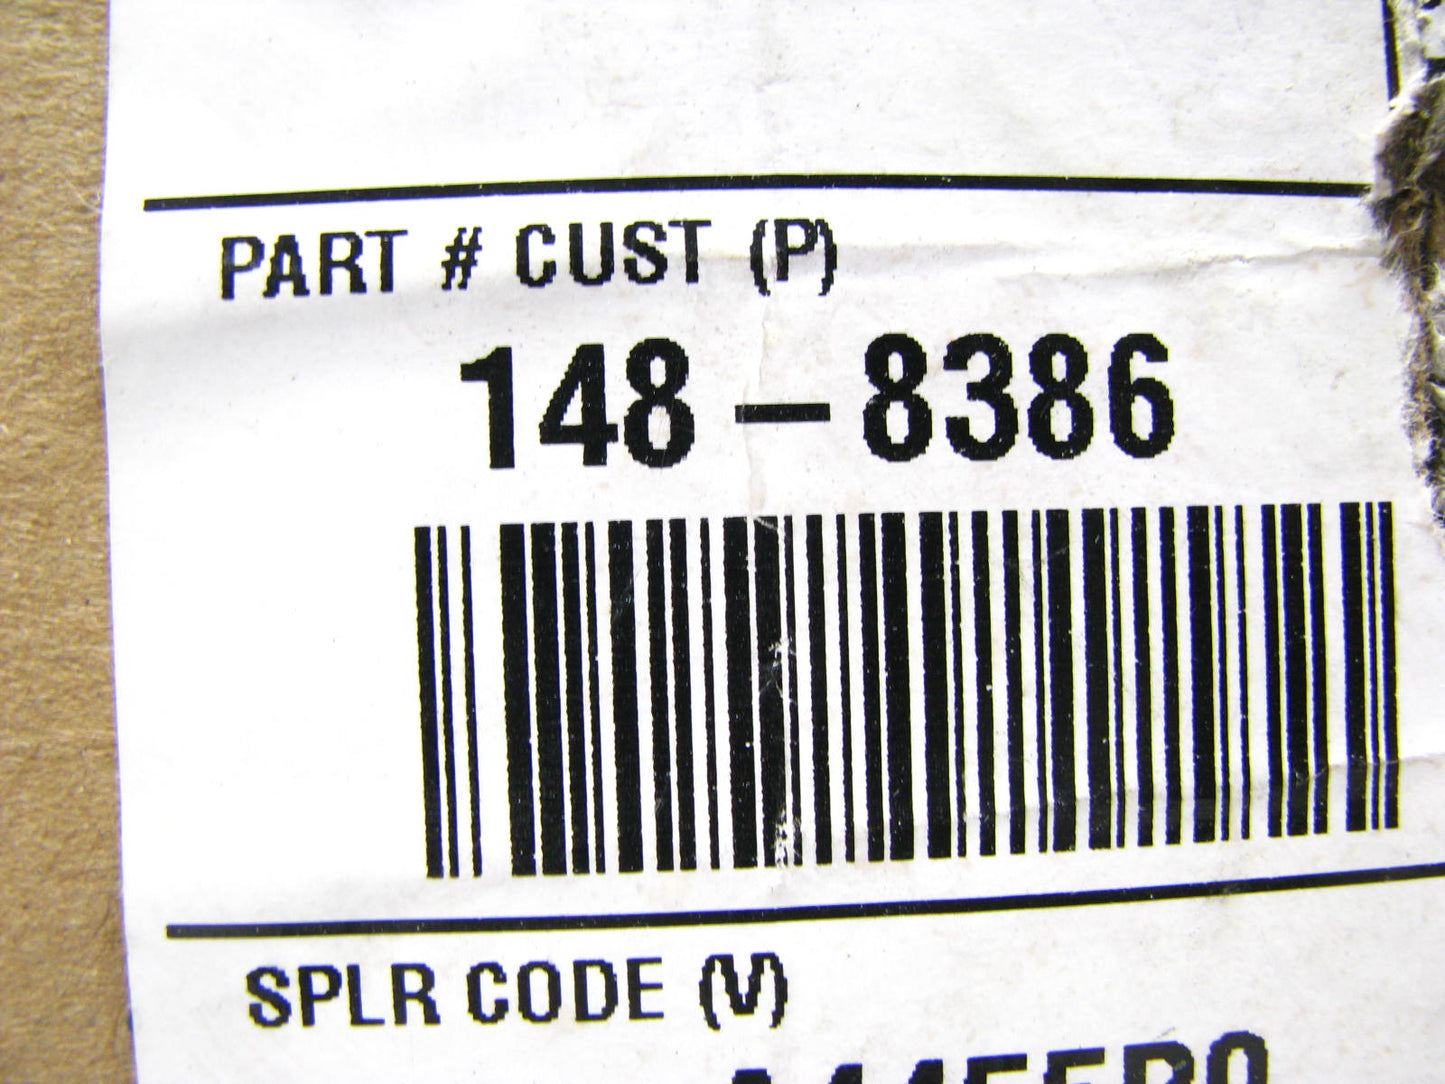 PART # CUST (P)
148-8386
SPLR CODE (V)